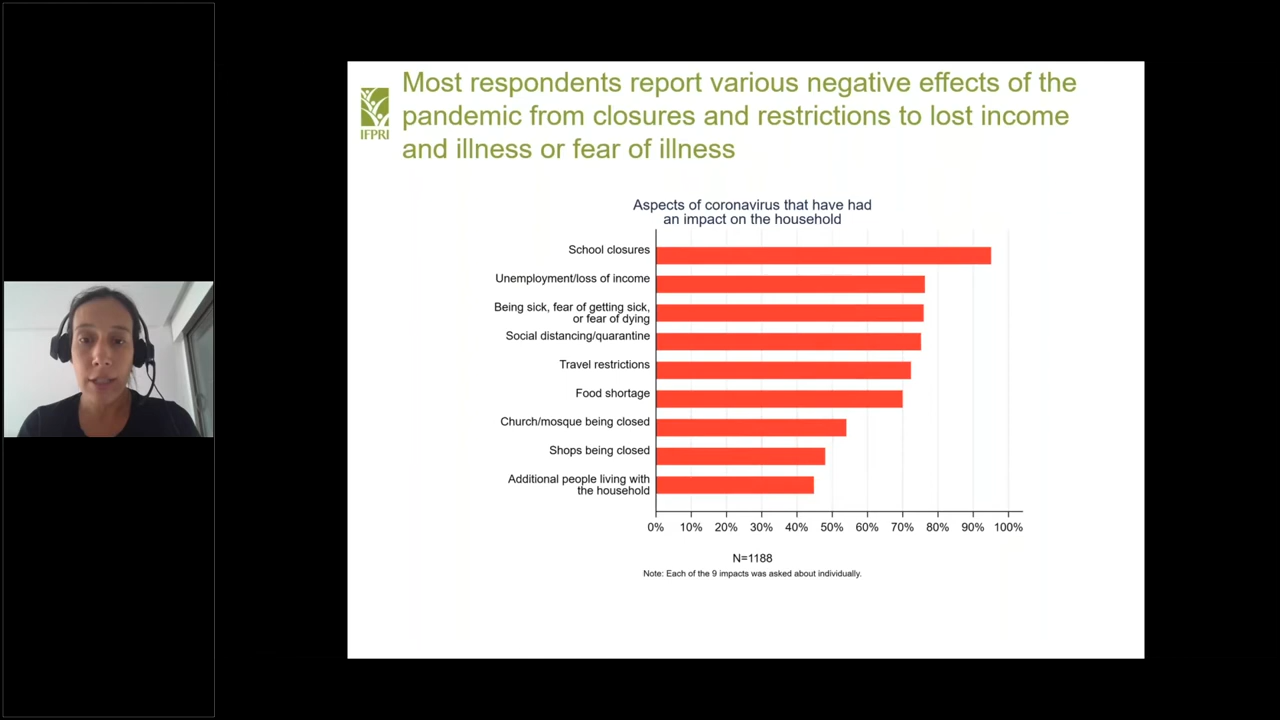 Most respondents report various negative effects of the
pandemic from closures and restrictions to lost income
and illness or fear of illness
IFPRI
Aspects of coronavirus that have had
an impact on the household
School closures
Unemployment/loss of income
Being sick, fear of getting sick,
or fear of dying
Social distancing/quarantine
Travel restrictions
Food shortage
Church/mosque being closed
Shops being closed
Additional people living with
the household
0% 10% 20% 30% 40% 50% 60% 70% 80% 90% 100%
N=1188
Note: Each of the 9 impacts was asked about individually.